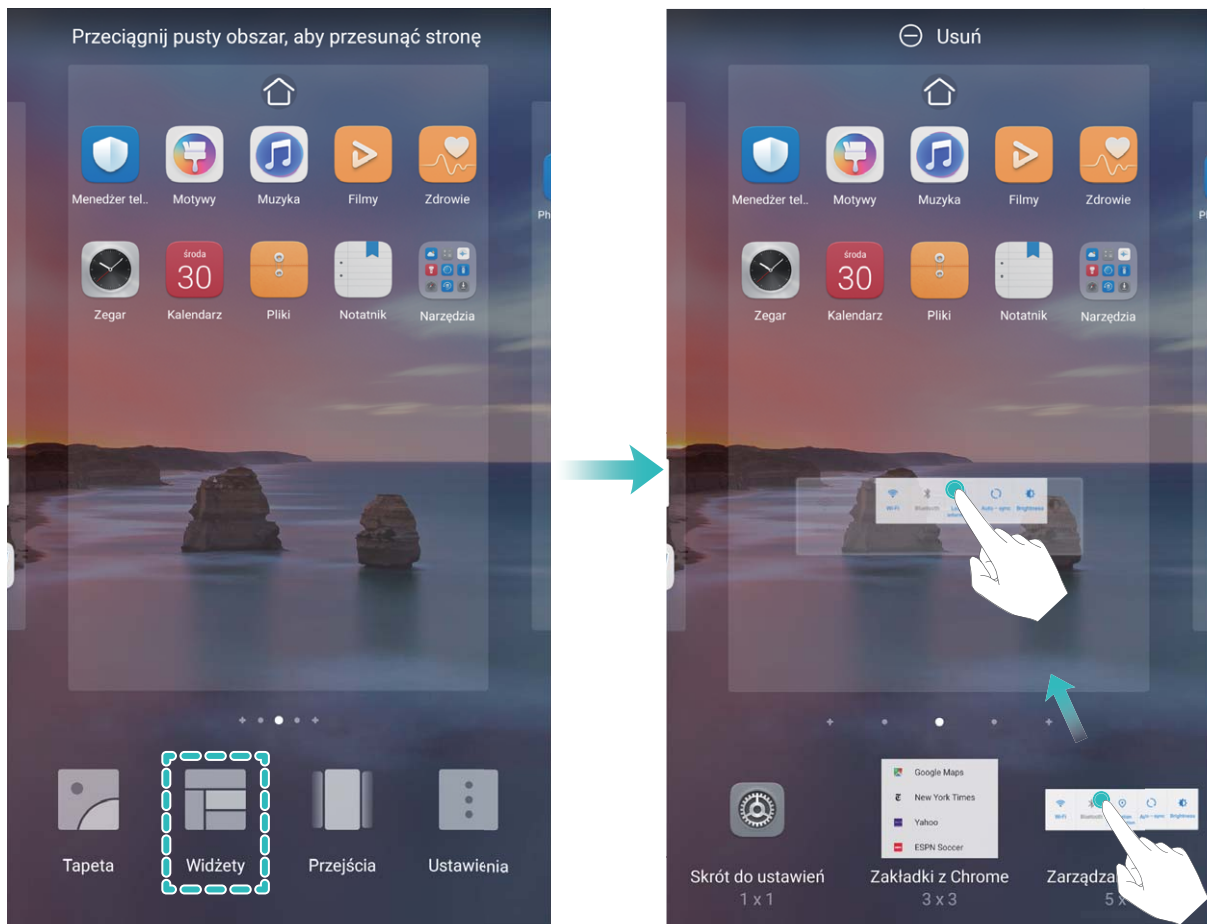 Przeciągnij pusty obszar, aby przesunąć stronę
Menedżer tel.. Motywy Muzyka Filmy Zdrowie
Ph
środa
30
Zegar Kalendarz Pliki Notatnik Narzędzia
Tapeta Widżety Przejścia Ustawienia
Usuń
Menedżer tel.. Motywy Muzyka Filmy Zdrowie
środa
30
Zegar Kalendarz Pliki Notatnik Narzędzia
Wi-Fi Bluetooth Auto - sync Brightness
Google Maps
New York Times
Yahoo
ESPN Soccer
Wi-Fi Bluetooth Brightness
Skrót do ustawień Zakładki z Chrome Zarządza
1 x 1 3 x 3 5 x